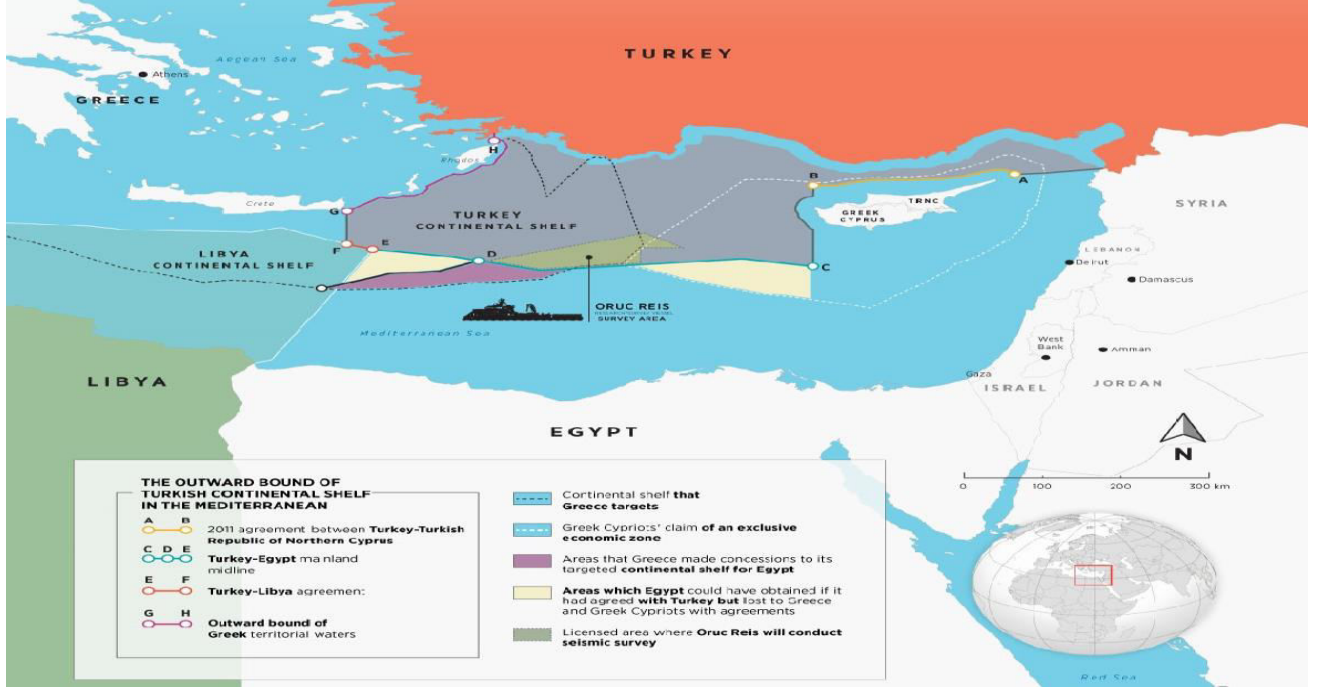 TURKEY
Aegean Sea
Athens
GREECE
H
Rhodos
B
A
TRNC
GREEK
CYPRUS
Crete
G
TURKEY
CONTINENTAL SHELF
SYRIA
F
E
D
C
LIBYA
CONTINENTAL SHELF
LEBANON
Beirut
Damascus
ORUC REIS
SURVEY AREA
Mediterranean Sea
West
Bank
Amman
Gaza
ISRAEL
JORDAN
LIBYA
EGYPT
N
0 100 200 300 km
THE OUTWARD BOUND OF
TURKISH CONTINENTAL SHELF
IN THE MEDITERRANEAN
A B
2011 agreement between Turkey-Turkish
Republic of Northern Cyprus
C D E
Turkey-Egypt mainland
midline
E F
Turkey-Libya agreement
G H
Outward bound of
Greek territorial waters
Continental shelf that
Greece targets
Greek Cypriots' claim of an exclusive
economic zone
Areas that Greece made concessions to its
targeted continental shelf for Egypt
Areas which Egypt could have obtained if it
had agreed with Turkey but lost to Greece
and Greek Cypriots with agreements
Licensed area where Oruc Reis will conduct
seismic survey
Red Sea